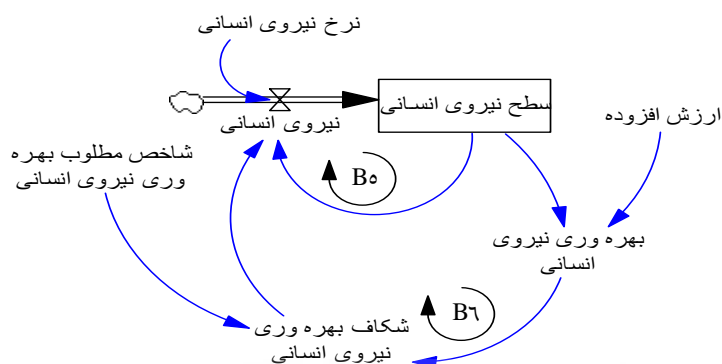 نرخ نیروی انسانی
سطح نیروی انسانی
نیروی انسانی
ارزش افزوده
شاخص مطلوب بهره
وری نیروی انسانی
B٥
بهره وری نیروی
انسانی
B٦
شکاف بهره وری
نیروی انسانی